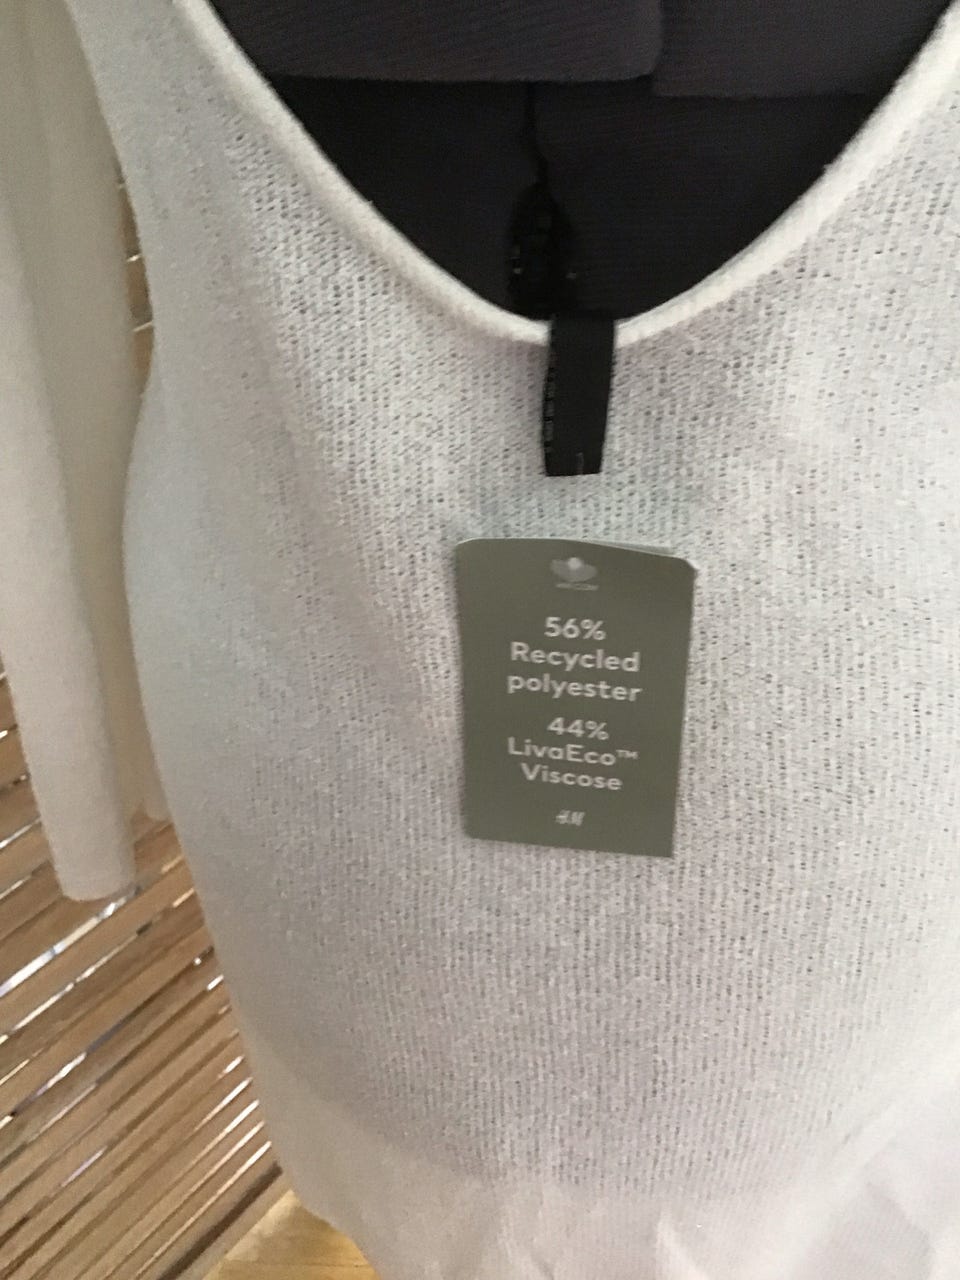 56%
Recycled
polyester
44%
LivaEco™
Viscose
H&M